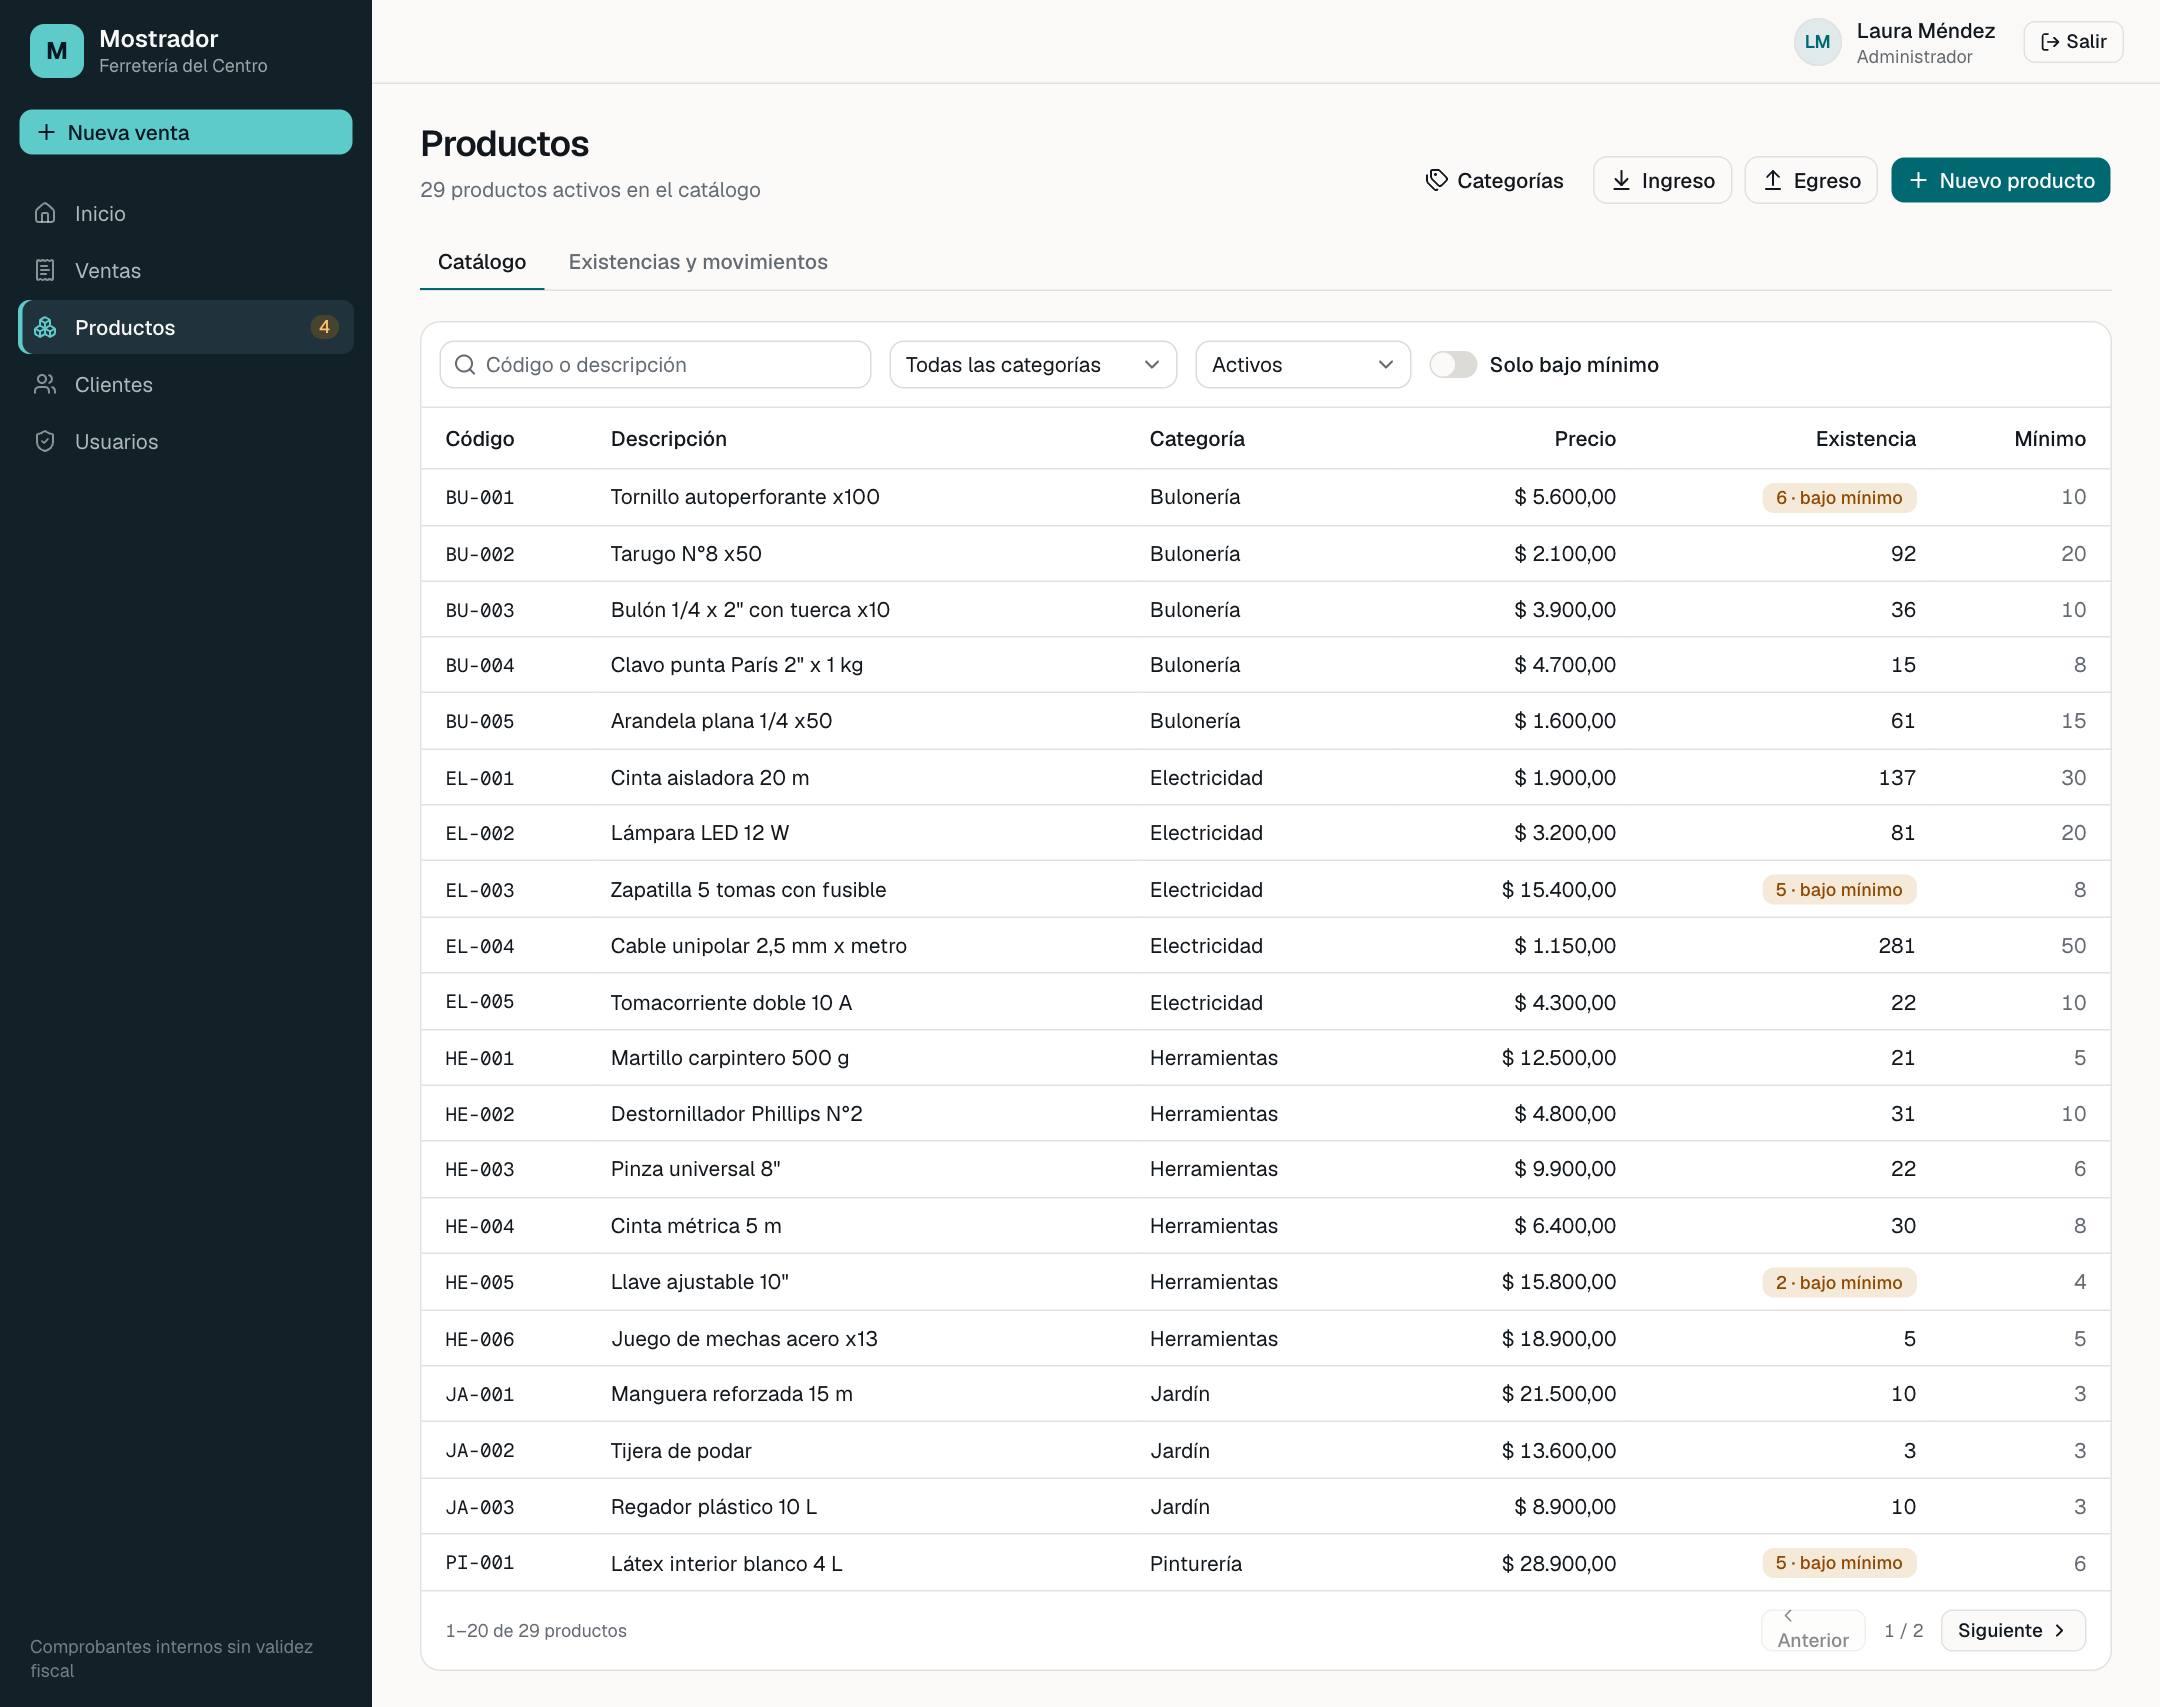 M
Mostrador
Ferretería del Centro
Nueva venta
Inicio
Ventas
Productos 4
Clientes
Usuarios
Comprobantes internos sin validez
fiscal
LM
Laura Méndez
Administrador
Salir
Productos
29 productos activos en el catálogo
Categorías Ingreso Egreso Nuevo producto
Catálogo Existencias y movimientos
Código o descripción Todas las categorías Activos Solo bajo mínimo
Código Descripción Categoría Precio Existencia Mínimo
BU-001 Tornillo autoperforante x100 Bulonería $ 5.600,00 6 · bajo mínimo 10
BU-002 Tarugo N°8 x50 Bulonería $ 2.100,00 92 20
BU-003 Bulón 1/4 x 2" con tuerca x10 Bulonería $ 3.900,00 36 10
BU-004 Clavo punta París 2" x 1 kg Bulonería $ 4.700,00 15 8
BU-005 Arandela plana 1/4 x50 Bulonería $ 1.600,00 61 15
EL-001 Cinta aisladora 20 m Electricidad $ 1.900,00 137 30
EL-002 Lámpara LED 12 W Electricidad $ 3.200,00 81 20
EL-003 Zapatilla 5 tomas con fusible Electricidad $ 15.400,00 5 · bajo mínimo 8
EL-004 Cable unipolar 2,5 mm x metro Electricidad $ 1.150,00 281 50
EL-005 Tomacorriente doble 10 A Electricidad $ 4.300,00 22 10
HE-001 Martillo carpintero 500 g Herramientas $ 12.500,00 21 5
HE-002 Destornillador Phillips N°2 Herramientas $ 4.800,00 31 10
HE-003 Pinza universal 8" Herramientas $ 9.900,00 22 6
HE-004 Cinta métrica 5 m Herramientas $ 6.400,00 30 8
HE-005 Llave ajustable 10" Herramientas $ 15.800,00 2 · bajo mínimo 4
HE-006 Juego de mechas acero x13 Herramientas $ 18.900,00 5 5
JA-001 Manguera reforzada 15 m Jardín $ 21.500,00 10 3
JA-002 Tijera de podar Jardín $ 13.600,00 3 3
JA-003 Regador plástico 10 L Jardín $ 8.900,00 10 3
PI-001 Látex interior blanco 4 L Pinturería $ 28.900,00 5 · bajo mínimo 6
1–20 de 29 productos Anterior 1 / 2 Siguiente